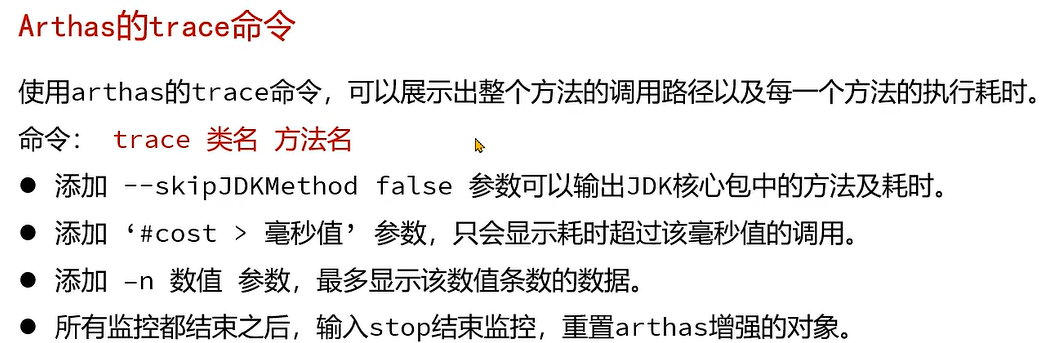 Arthas的trace命令
使用arthas的trace命令，可以展示出整个方法的调用路径以及每一个方法的执行耗时。
命令： trace 类名 方法名
● 添加 --skipJDKMethod false 参数可以输出JDK核心包中的方法及耗时。
● 添加 ‘#cost > 毫秒值’ 参数，只会显示耗时超过该毫秒值的调用。
● 添加 –n 数值 参数，最多显示该数值条数的数据。
● 所有监控都结束之后，输入stop结束监控，重置arthas增强的对象。